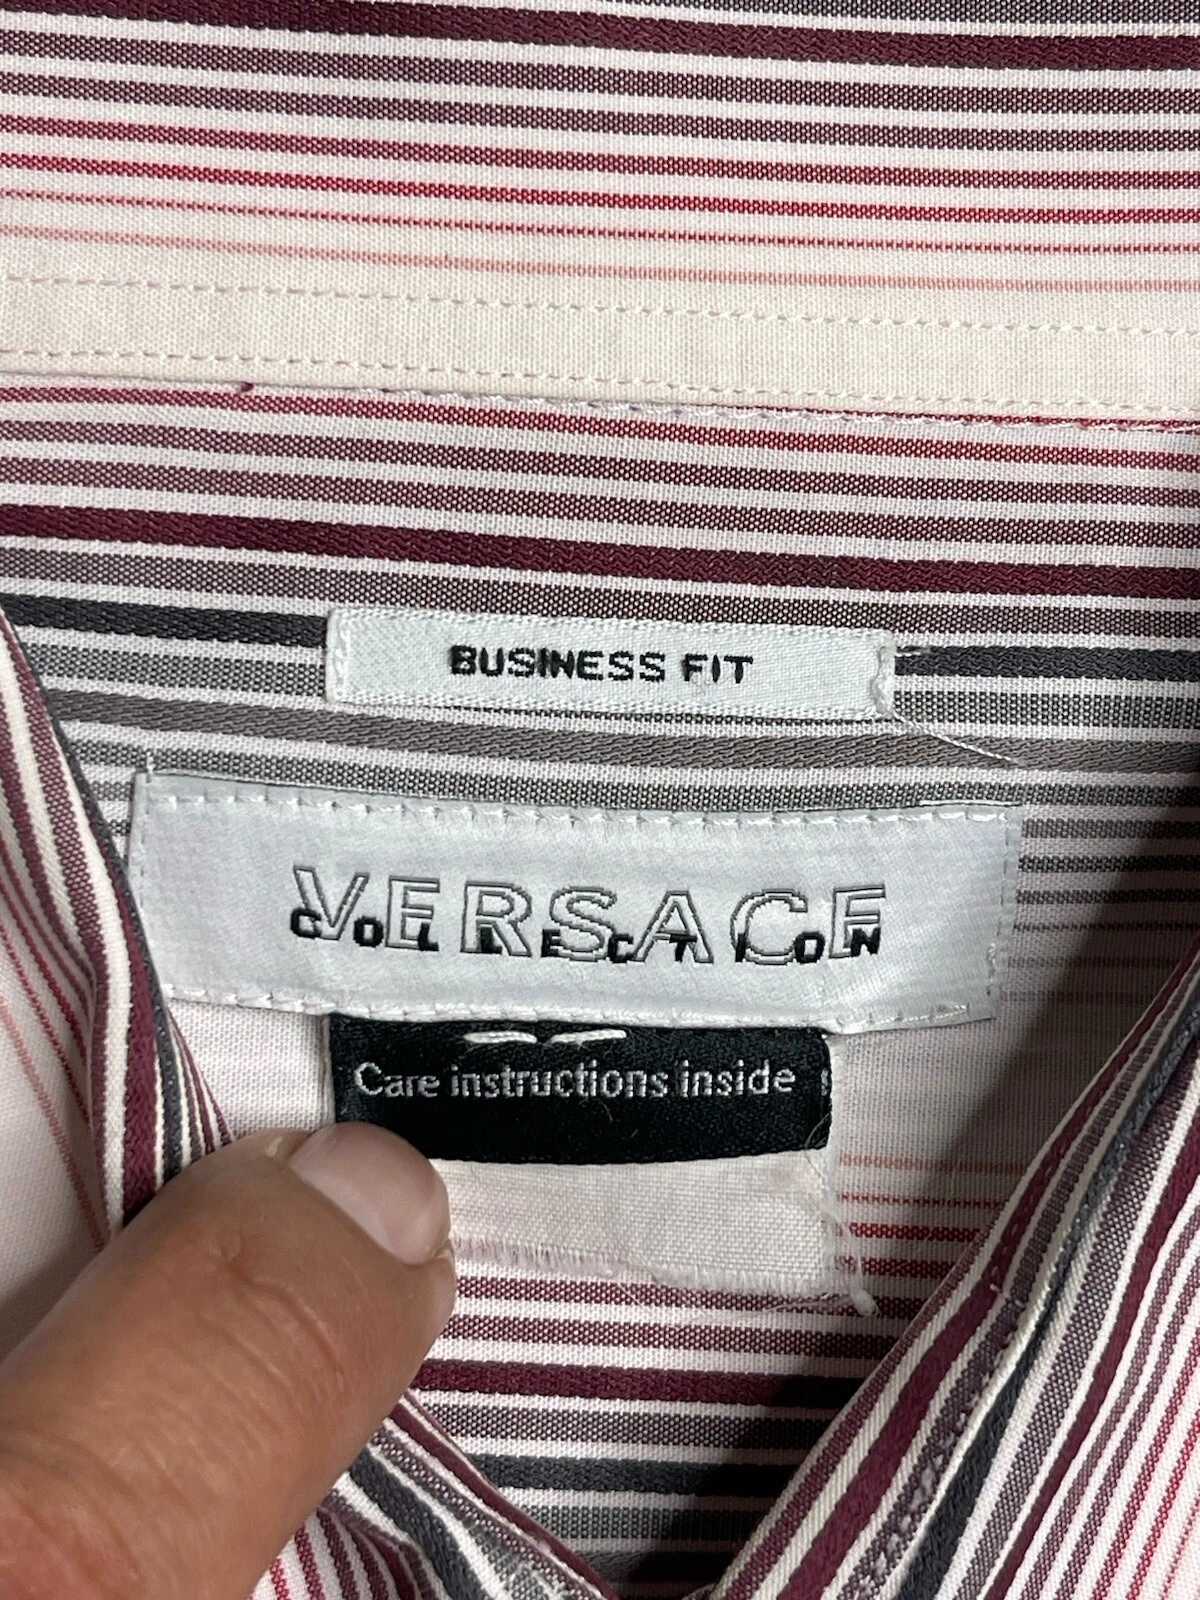 BUSINESS FIT
VERSACE
COLLECTION
Care instructions inside